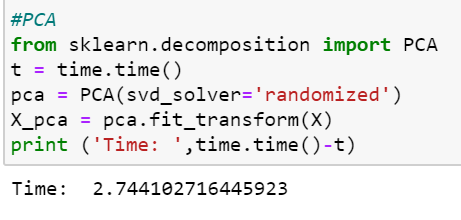 #PCA
from sklearn.decomposition import PCA
t = time.time()
pca = PCA(svd_solver='randomized')
X_pca = pca.fit_transform(X)
print ('Time: ',time.time()-t)
Time:  2.744102716445923